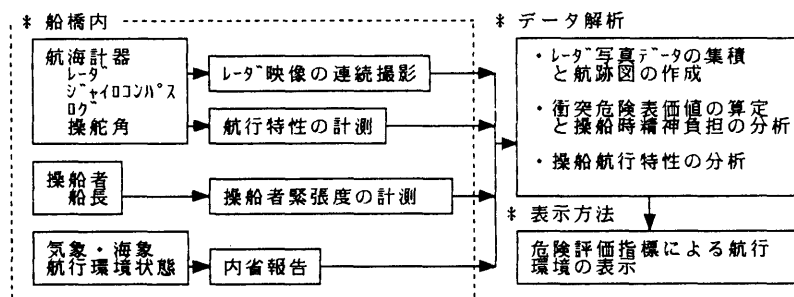 * 船橋内
航海計器
レーダ
ジャイロコンパス
ログ
操舵角
レーダ映像の連続撮影
航行特性の計測
操船者
船長
操船者緊張度の計測
気象・海象
航行環境状態
内省報告
* データ解析
・レーダ写真データの集積
と航跡図の作成
・衝突危険表価値の算定
と操船時精神負担の分析
・操船航行特性の分析
* 表示方法
危険評価指標による航行
環境の表示